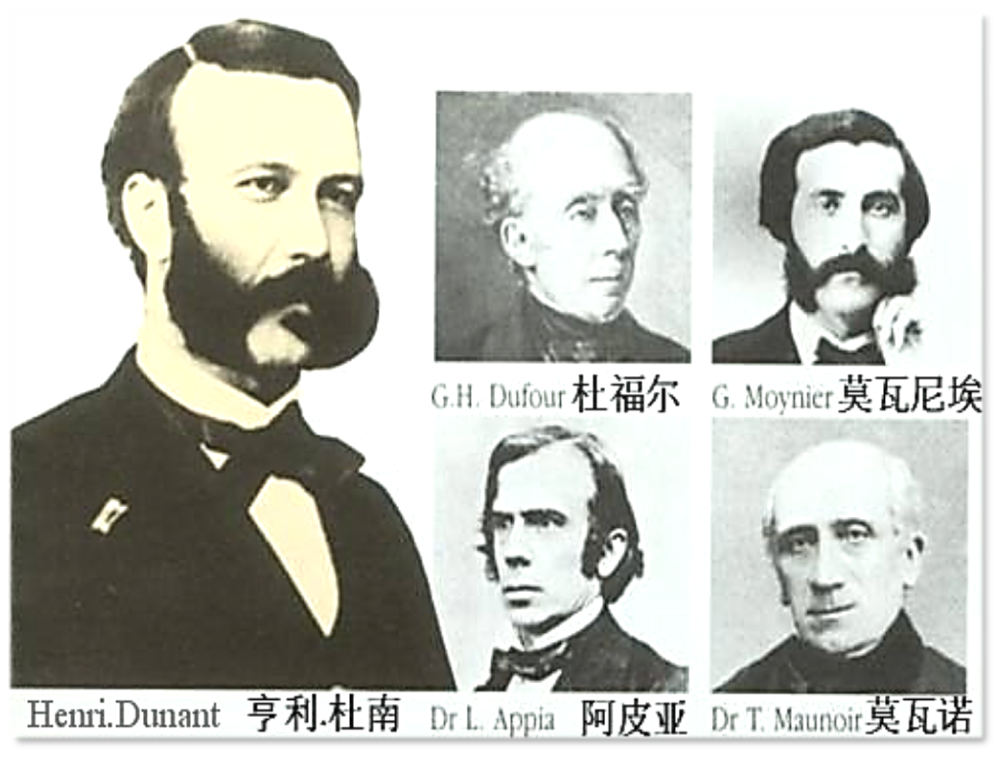 G.H. Dufour 杜福尔
G. Moynier 莫瓦尼埃
Henri.Dunant 亨利.杜南
Dr L. Appia 阿皮亚
Dr T. Maunoir 莫瓦诺